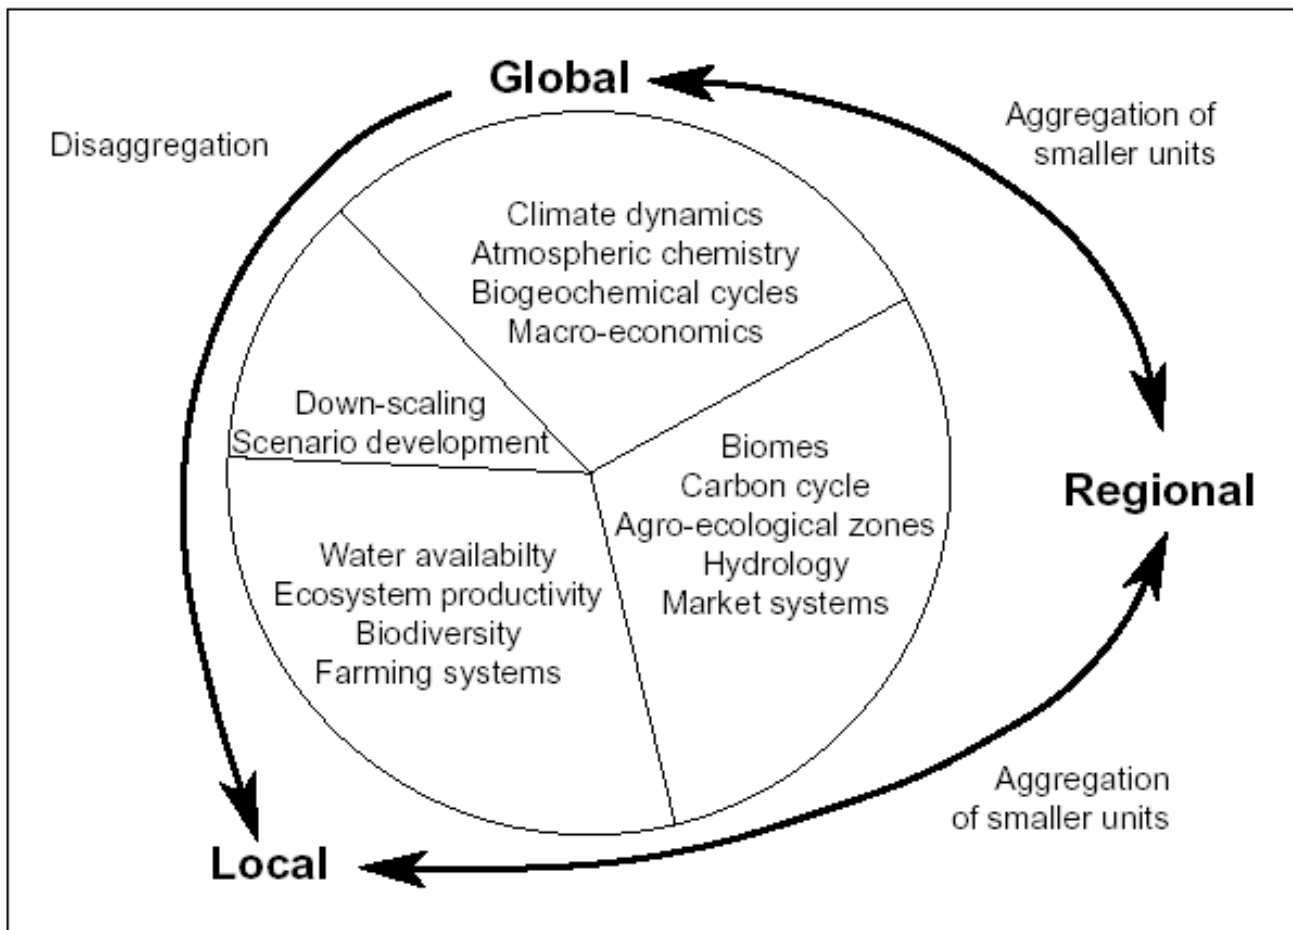 Global
Disaggregation
Aggregation of
smaller units
Climate dynamics
Atmospheric chemistry
Biogeochemical cycles
Macro-economics
Down-scaling
Scenario development
Biomes
Carbon cycle
Agro-ecological zones
Hydrology
Market systems
Regional
Water availabilty
Ecosystem productivity
Biodiversity
Farming systems
Aggregation
of smaller units
Local